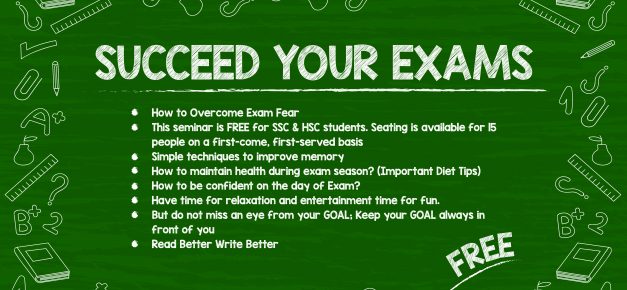 SUCCEED YOUR EXAMS
How to Overcome Exam Fear
This seminar is FREE for SSC & HSC students. Seating is available for 15
people on a first-come, first-served basis
Simple techniques to improve memory
How to maintain health during exam season? (Important Diet Tips)
How to be confident on the day of Exam?
Have time for relaxation and entertainment time for fun.
But do not miss an eye from your GOAL; Keep your GOAL always in
front of you
Read Better Write Better
FREE
A+
?
B+2
?
1
?
B+2